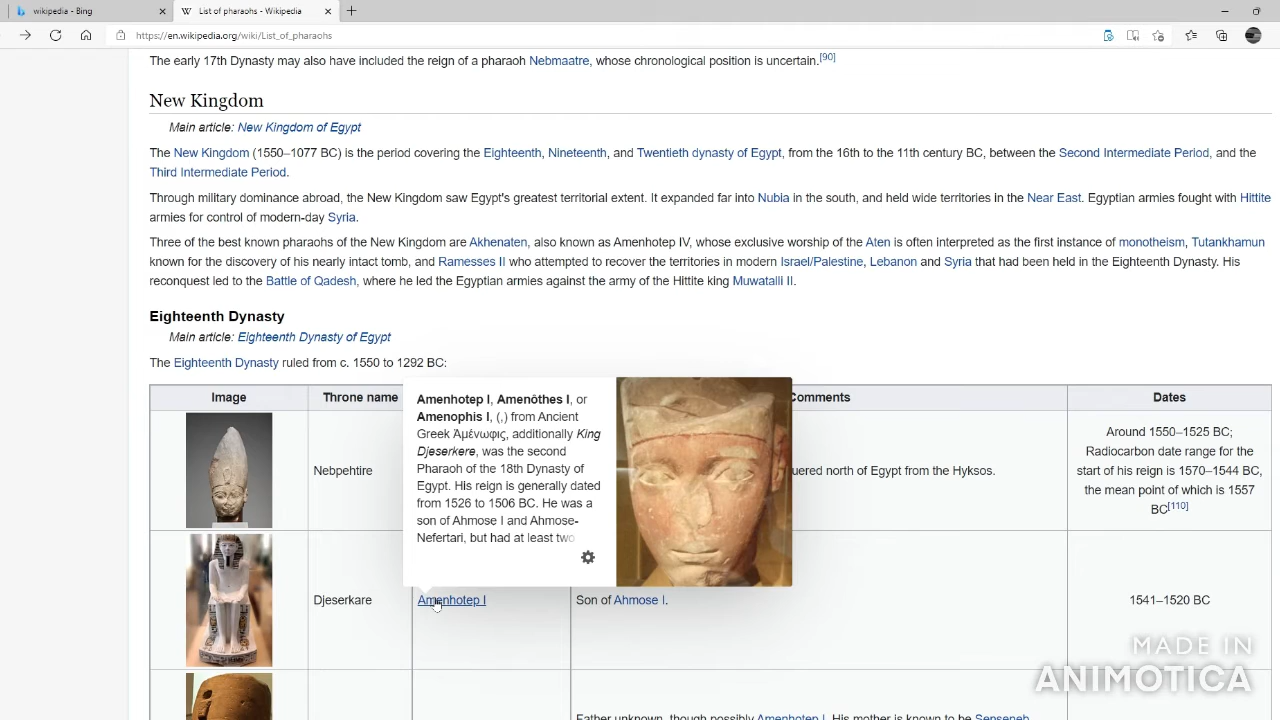 wikipedia - Bing
List of pharaohs - Wikipedia
https://en.wikipedia.org/wiki/List_of_pharaohs
The early 17th Dynasty may also have included the reign of a pharaoh Nebmaatre, whose chronological position is uncertain.[90]
New Kingdom
Main article: New Kingdom of Egypt
The New Kingdom (1550–1077 BC) is the period covering the Eighteenth, Nineteenth, and Twentieth dynasty of Egypt, from the 16th to the 11th century BC, between the Second Intermediate Period, and the
Third Intermediate Period.
Through military dominance abroad, the New Kingdom saw Egypt's greatest territorial extent. It expanded far into Nubia in the south, and held wide territories in the Near East. Egyptian armies fought with Hittite
armies for control of modern-day Syria.
Three of the best known pharaohs of the New Kingdom are Akhenaten, also known as Amenhotep IV, whose exclusive worship of the Aten is often interpreted as the first instance of monotheism, Tutankhamun
known for the discovery of his nearly intact tomb, and Ramesses II who attempted to recover the territories in modern Israel/Palestine, Lebanon and Syria that had been held in the Eighteenth Dynasty. His
reconquest led to the Battle of Qadesh, where he led the Egyptian armies against the army of the Hittite king Muwatalli II.
Eighteenth Dynasty
Main article: Eighteenth Dynasty of Egypt
The Eighteenth Dynasty ruled from c. 1550 to 1292 BC:
Image
Throne name
Comments
Dates
Amenhotep I, Amenôthes I, or
Amenophis I, (,) from Ancient
Greek Ἀμένωφις, additionally King
Djeserkere, was the second
Pharaoh of the 18th Dynasty of
Egypt. His reign is generally dated
from 1526 to 1506 BC. He was a
son of Ahmose I and Ahmose-
Nefertari, but had at least two
Nebpehtire
uered north of Egypt from the Hyksos.
Around 1550–1525 BC;
Radiocarbon date range for the
start of his reign is 1570–1544 BC,
the mean point of which is 1557
BC[110]
Djeserkare
Amenhotep I
Son of Ahmose I.
1541–1520 BC
Father unknown, though possibly Amenhotep I. His mother is known to be Senseneb.
MADE IN
ANIMOTICA